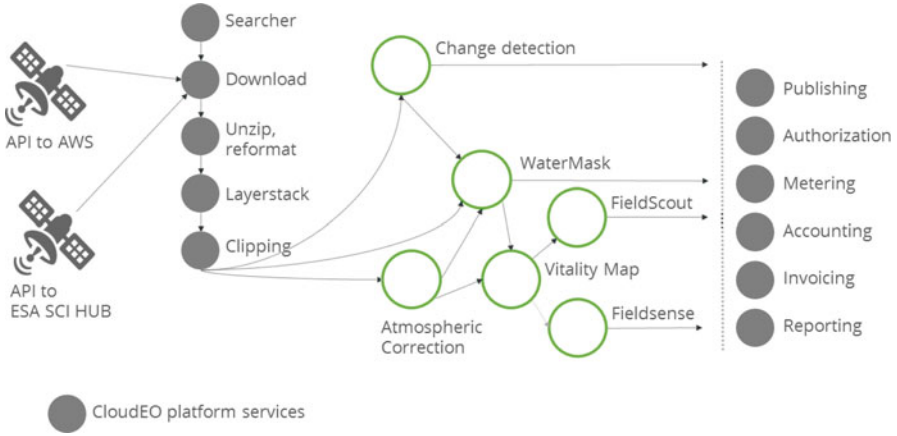 Searcher
Download
Unzip,
reformat
Layerstack
Clipping
API to AWS
API to
ESA SCI HUB
Change detection
WaterMask
FieldScout
Vitality Map
Atmospheric
Correction
Fieldsense
Publishing
Authorization
Metering
Accounting
Invoicing
Reporting
CloudEO platform services